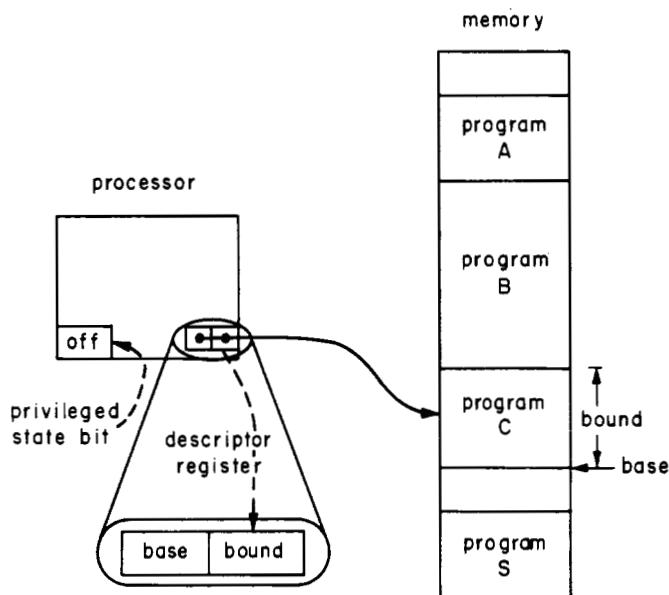 memory
program
A
processor
program
B
off
privileged
state bit
descriptor
register
program
C
bound
base
base
bound
program
S